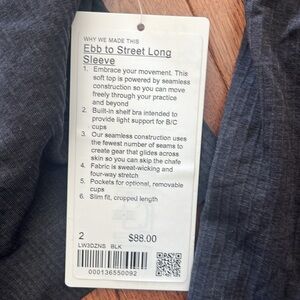 WHY WE MADE THIS
Ebb to Street Long
Sleeve
1. Embrace your movement. This
soft top is powered by seamless
construction so you can move
freely through your practice
and beyond
2. Built-in shelf bra intended to
provide light support for B/C
cups
3. Our seamless construction uses
the fewest number of seams to
create gear that glides across
skin so you can skip the chafe
4. Fabric is sweat-wicking and
four-way stretch
5. Pockets for optional, removable
cups
6. Slim fit, cropped length
2 $88.00
LW3DZNS BLK
000136550092